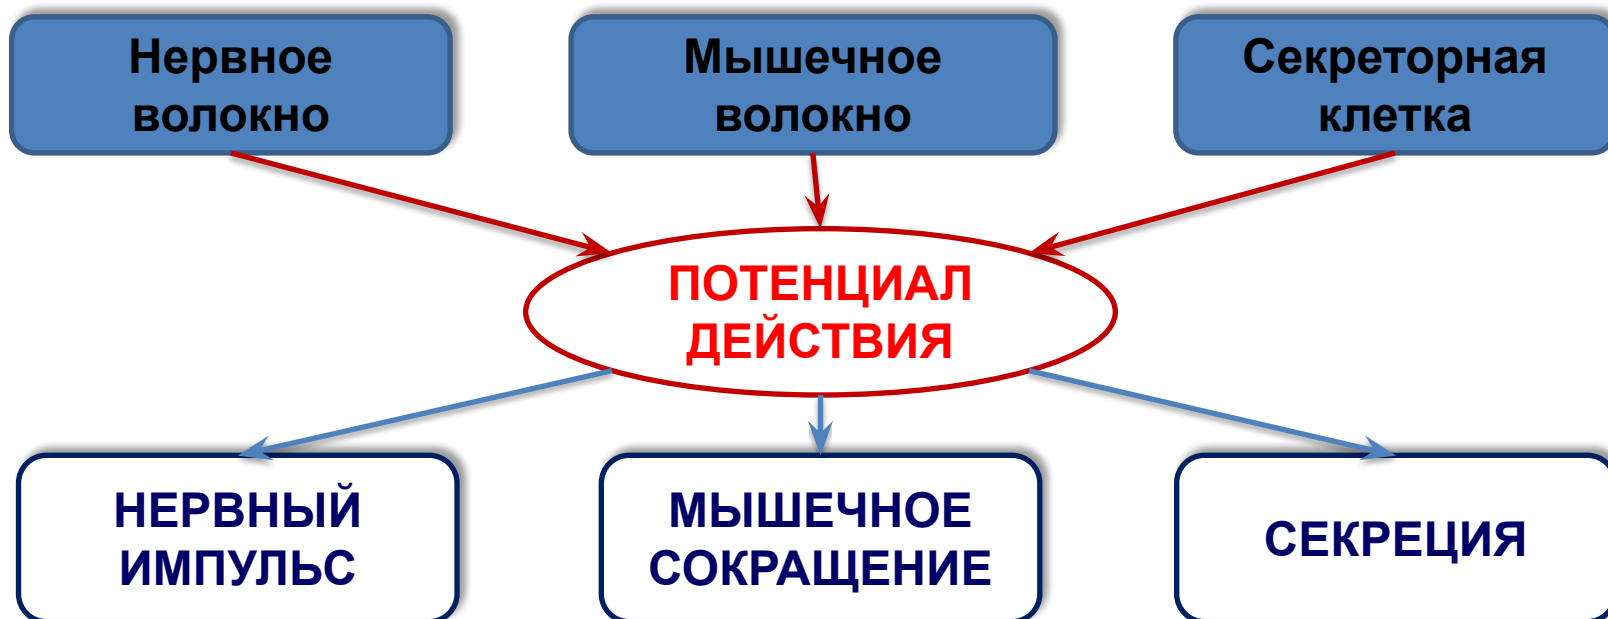 Нервное
волокно
Мышечное
волокно
Секреторная
клетка
ПОТЕНЦИАЛ
ДЕЙСТВИЯ
НЕРВНЫЙ
ИМПУЛЬС
МЫШЕЧНОЕ
СОКРАЩЕНИЕ
СЕКРЕЦИЯ